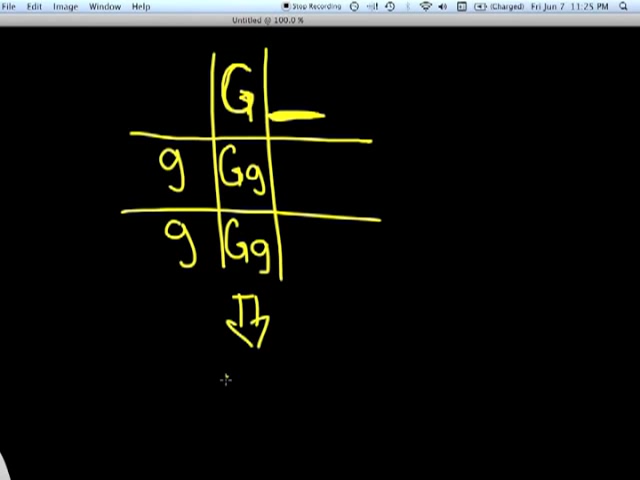 File Edit Image Window Help Stop Recording (Charged) Fri Jun 7 11:25 PM
Untitled @ 100.0 %
G _
g Gg
g Gg